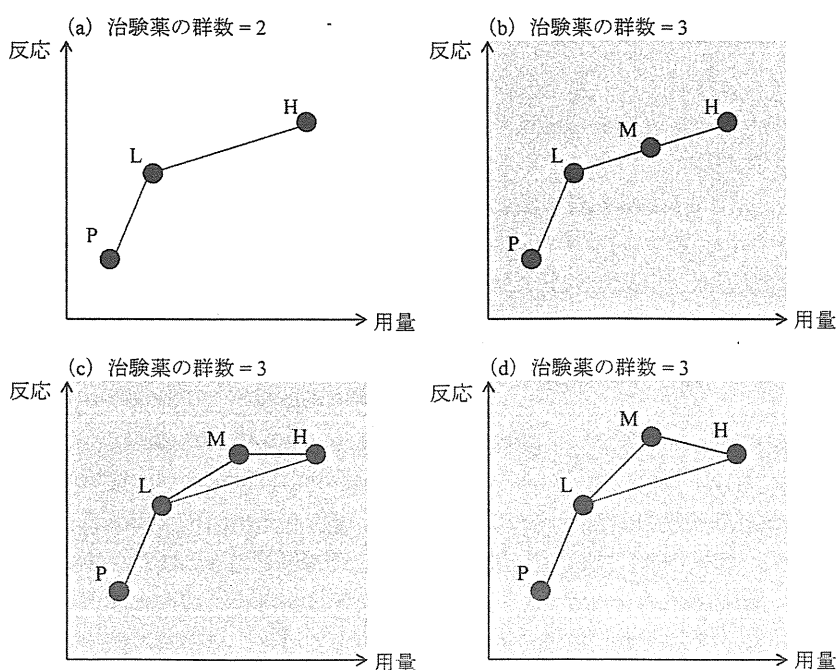 (a) 治験薬の群数 = 2
反応
P
L
H
用量
(b) 治験薬の群数 = 3
反応
P
L
M
H
用量
(c) 治験薬の群数 = 3
反応
P
L
M
H
用量
(d) 治験薬の群数 = 3
反応
P
L
M
H
用量